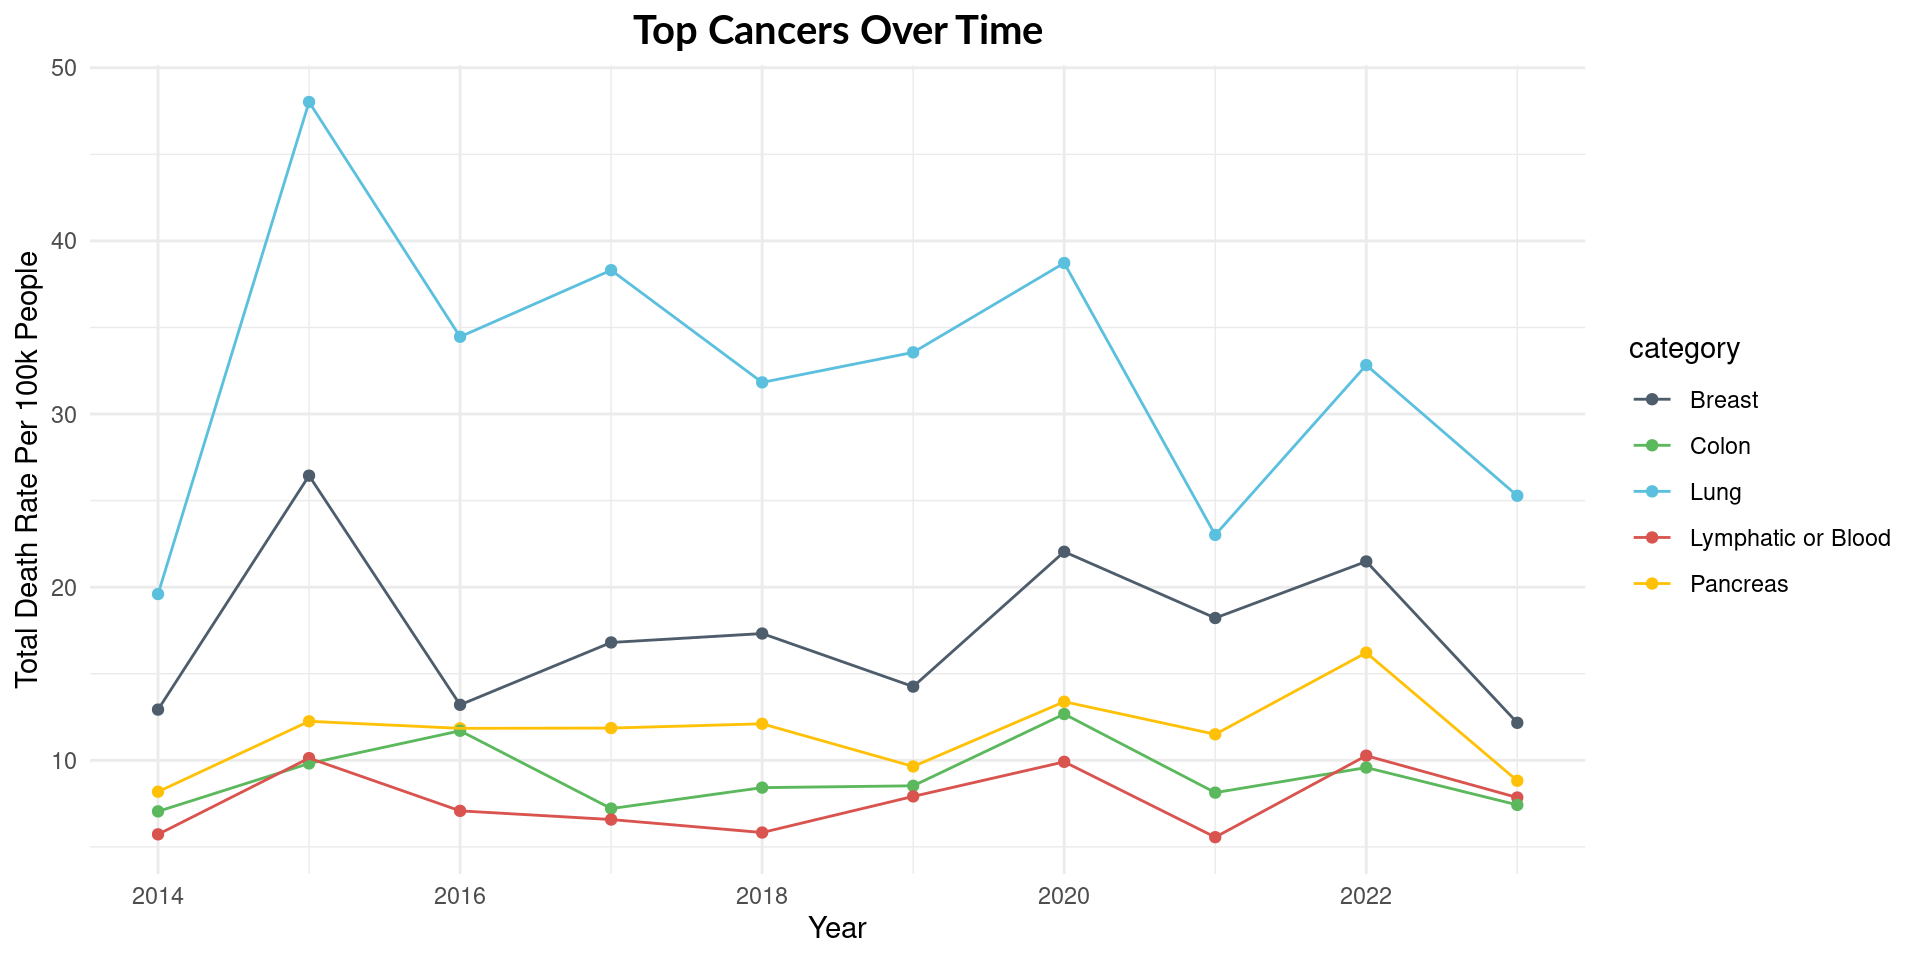 Top Cancers Over Time
Total Death Rate Per 100k People
50
40
30
20
10
2014 2016 2018 2020 2022
Year
category
Breast
Colon
Lung
Lymphatic or Blood
Pancreas